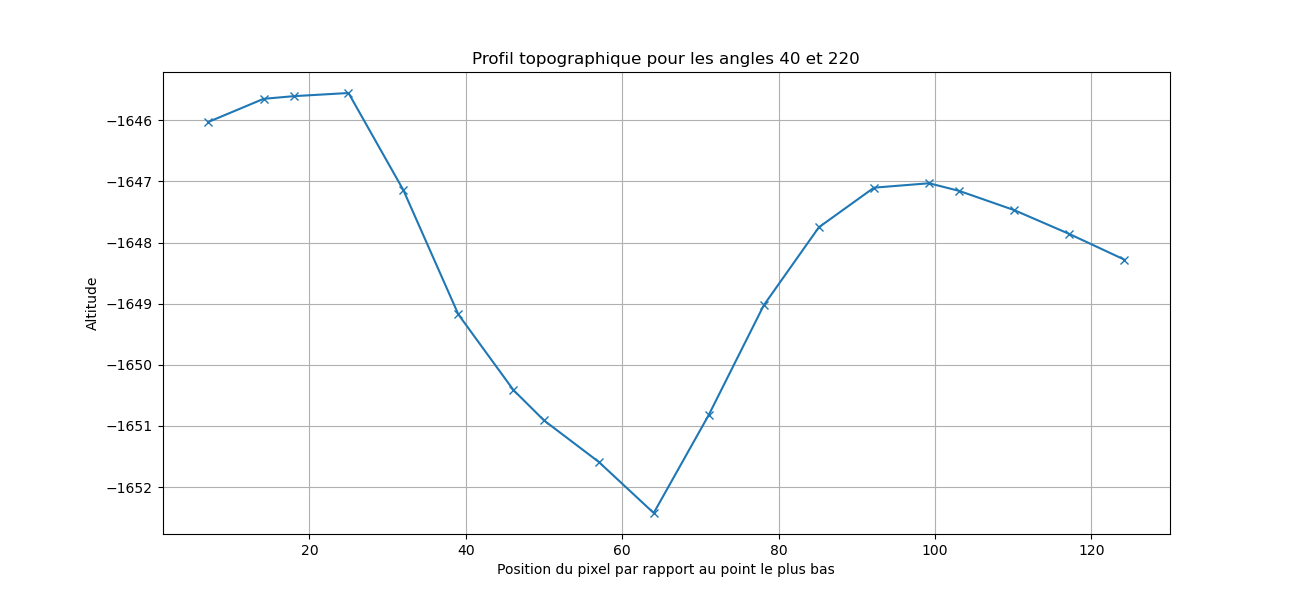 Profil topographique pour les angles 40 et 220
Altitude
−1646
−1647
−1648
−1649
−1650
−1651
−1652
20 40 60 80 100 120
Position du pixel par rapport au point le plus bas